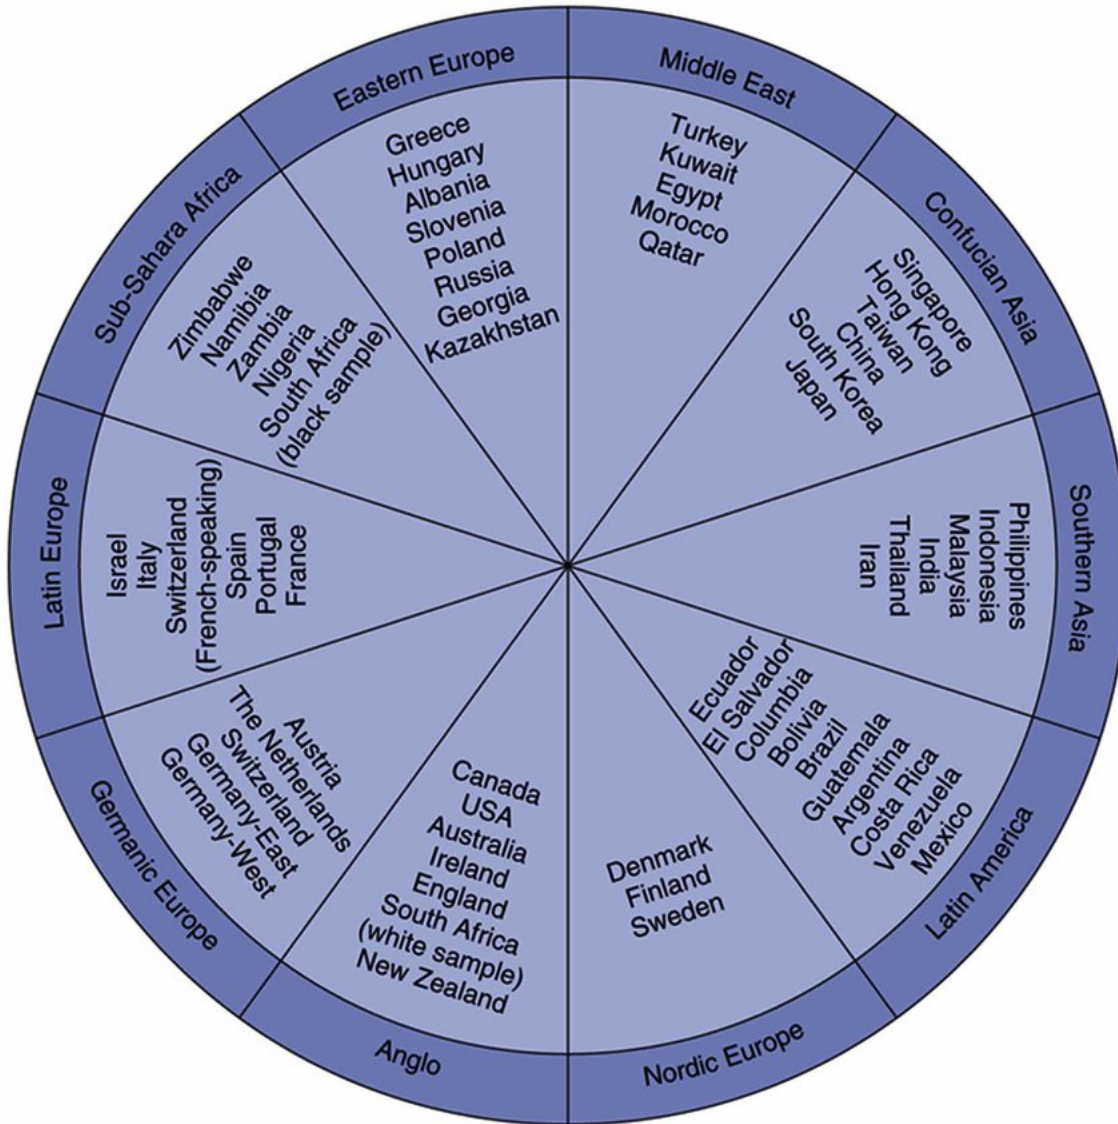 Eastern Europe
Greece
Hungary
Albania
Slovenia
Poland
Russia
Georgia
Kazakhstan
Middle East
Turkey
Kuwait
Egypt
Morocco
Qatar
Confucian Asia
Singapore
Hong Kong
Taiwan
China
South Korea
Japan
Southern Asia
Philippines
Indonesia
Malaysia
India
Thailand
Iran
Latin America
Ecuador
El Salvador
Columbia
Bolivia
Brazil
Guatemala
Argentina
Costa Rica
Venezuela
Mexico
Nordic Europe
Denmark
Finland
Sweden
Anglo
Canada
USA
Australia
Ireland
England
South Africa
(white sample)
New Zealand
Germanic Europe
Austria
The Netherlands
Switzerland
Germany-East
Germany-West
Latin Europe
Israel
Italy
Switzerland
(French-speaking)
Spain
Portugal
France
Sub-Sahara Africa
Zimbabwe
Namibia
Zambia
Nigeria
South Africa
(black sample)